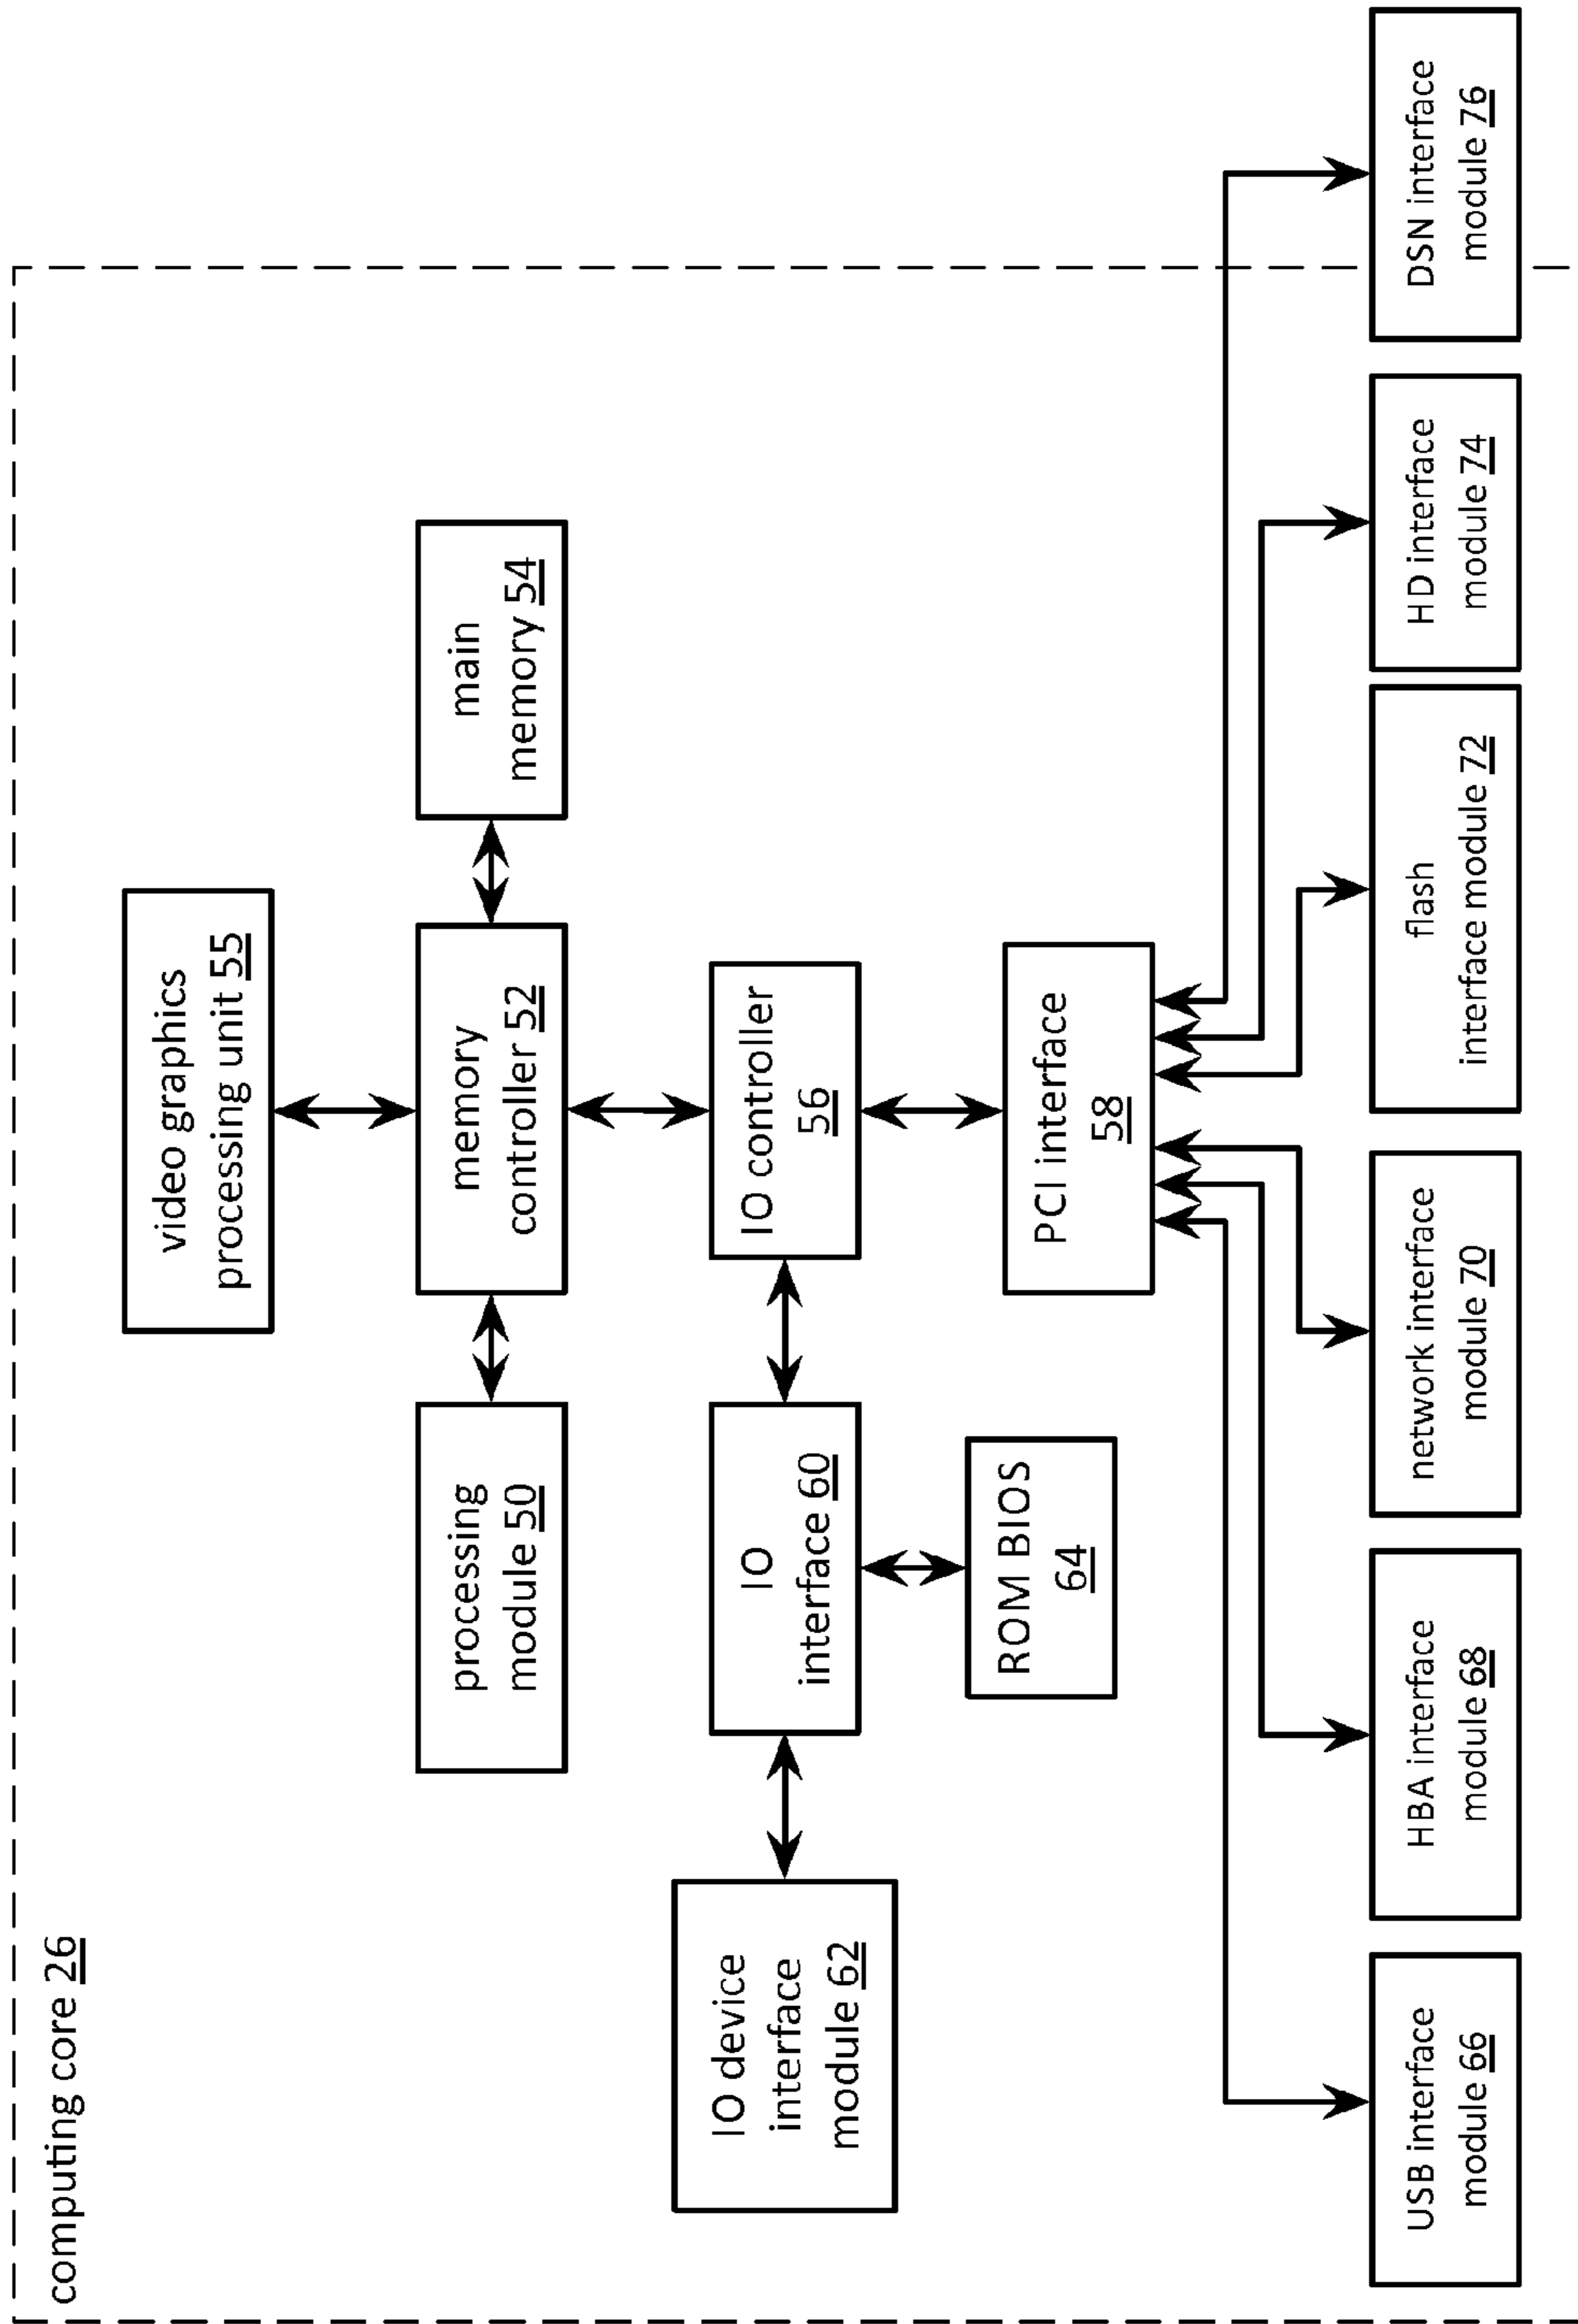 computing core 26
video graphics
processing unit 55
processing
module 50
memory
controller 52
main
memory 54
IO device
interface
module 62
IO
interface 60
IO controller
56
ROM BIOS
64
PCI interface
58
USB interface
module 66
HBA interface
module 68
network interface
module 70
flash
interface module 72
HD interface
module 74
DSN interface
module 76